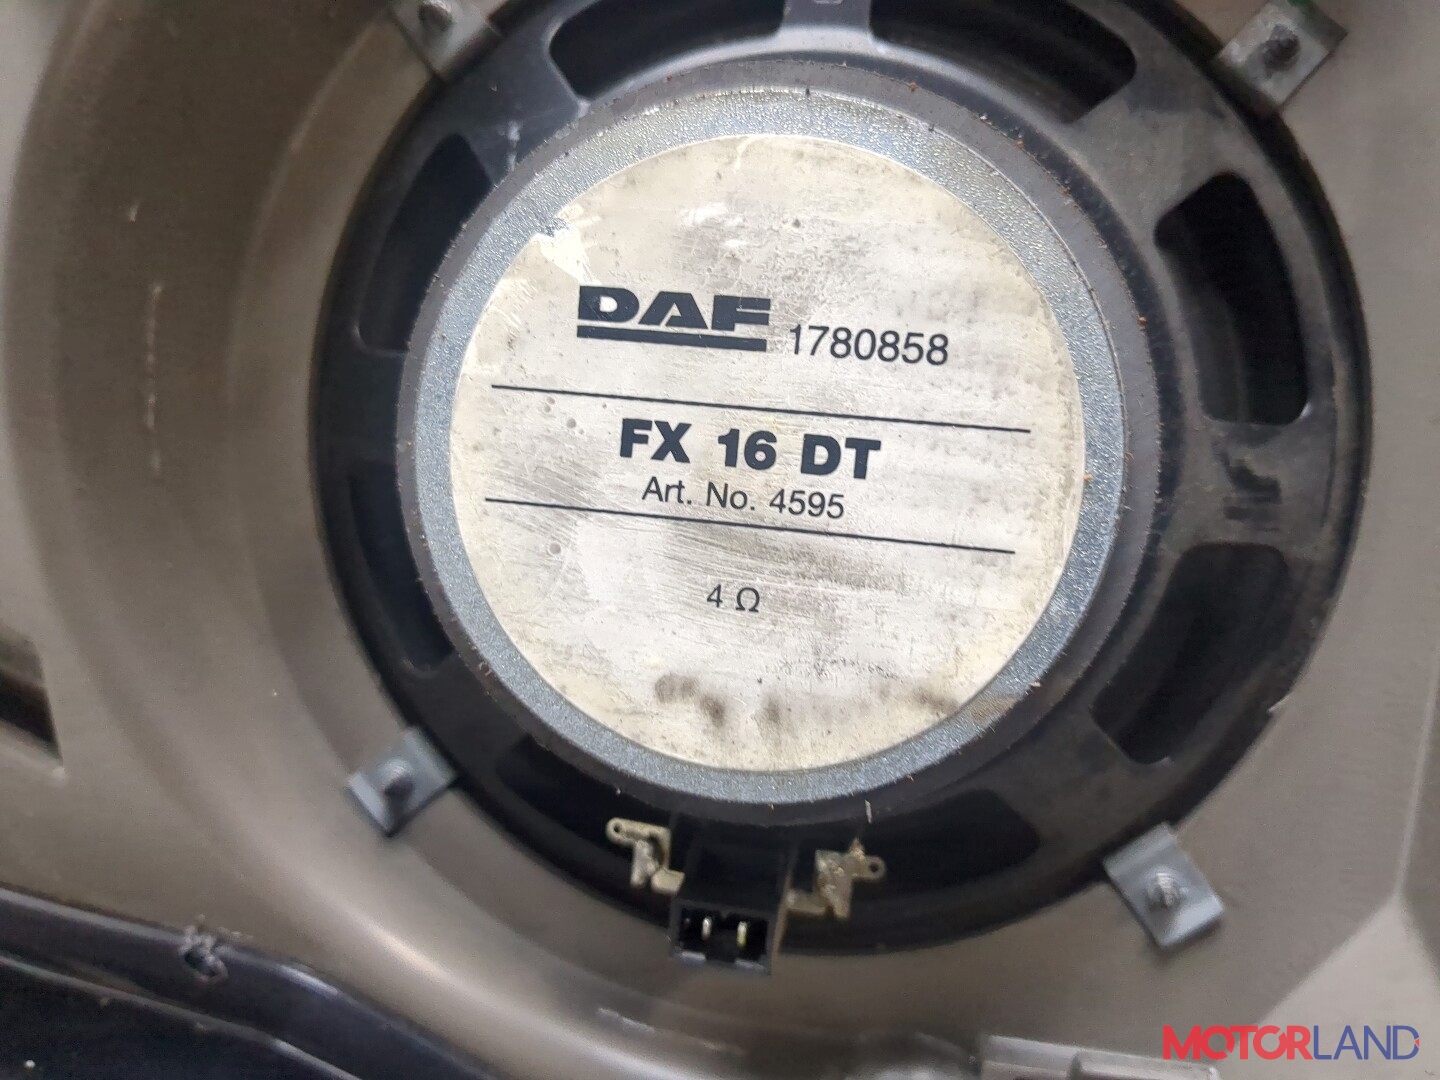 DAF 1780858
FX 16 DT
Art. No. 4595
4 Ω
MOTORLAND